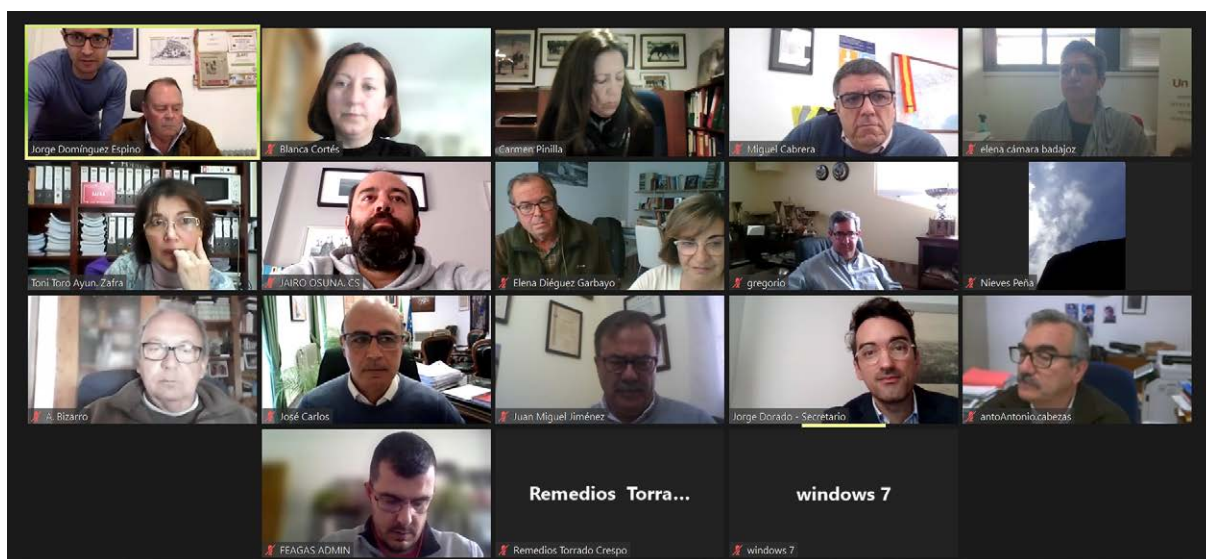 Jorge Domínguez Espino
Blanca Cortés
Carmen Pinilla
Miguel Cabrera
Un
elena cámara badajoz
Toni Toro Ayun. Zafra
JAIRO OSUNA. CS
Elena Diéguez Garbayo
gregorio
Nieves Peña
A. Bizarro
José Carlos
Juan Miguel Jiménez
Jorge Dorado - Secretario
antoAntonio.cabezas
Remedios Torra...
windows 7
FEAGAS ADMIN
Remedios Torrado Crespo
windows 7